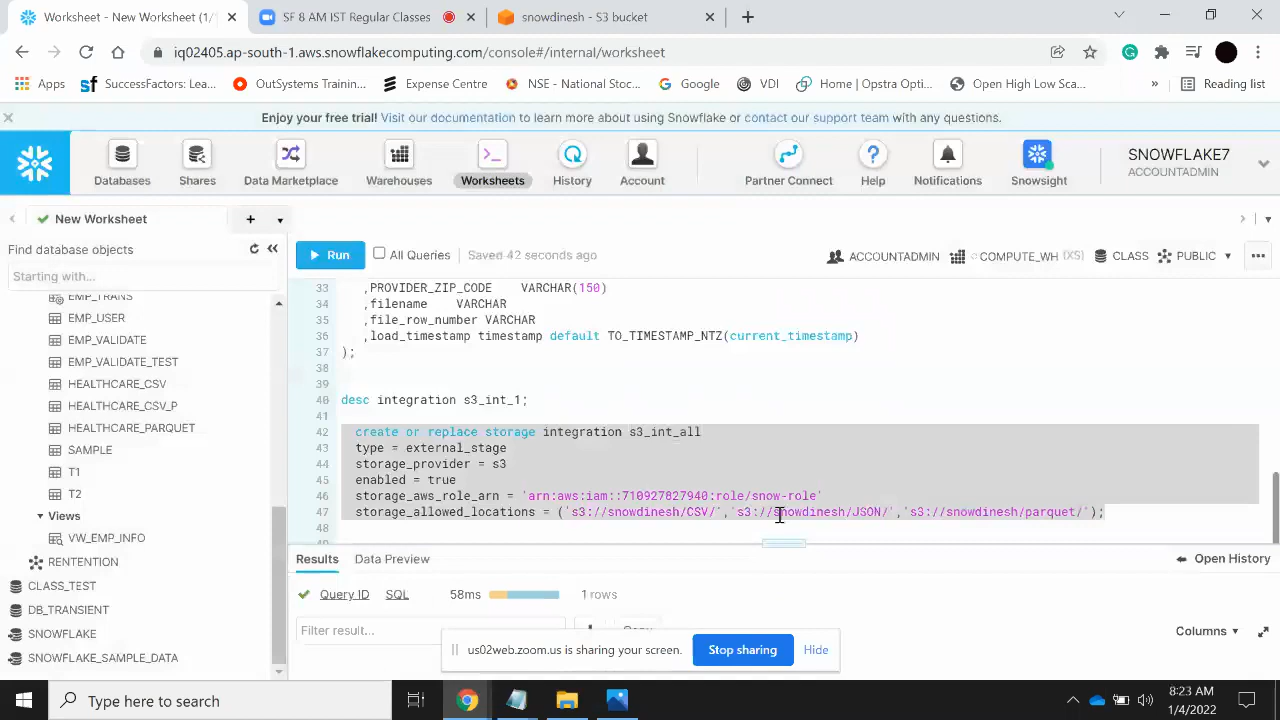 Worksheet - New Worksheet (1/
SF 8 AM IST Regular Classes
snowdinesh - S3 bucket
iq02405.ap-south-1.aws.snowflakecomputing.com/console#/internal/worksheet
Apps
SuccessFactors: Lea...
OutSystems Training...
Expense Category
NSE - National Stoc...
Google
VDI
Home | Opstra Opti...
Open High Low Sca...
»
Reading list
Enjoy your free trial! Visit our documentation to learn more about using Snowflake or contact our support team with any questions.
Databases
Shares
Data Marketplace
Warehouses
Worksheets
History
Account
Partner Connect
Help
Notifications
Snowsight
SNOWFLAKE7
ACCOUNTADMIN
New Worksheet
Find database objects
Starting with...
Run
All Queries
Saved 42 seconds ago
ACCOUNTADMIN
COMPUTE_WH (XS)
CLASS
PUBLIC
EMP_TRANS
EMP_USER
EMP_VALIDATE
EMP_VALIDATE_TEST
HEALTHCARE_CSV
HEALTHCARE_CSV_P
HEALTHCARE_PARQUET
SAMPLE
T1
T2
Views
VW_EMP_INFO
RENTENTION
CLASS_TEST
DB_TRANSIENT
SNOWFLAKE
SNOWFLAKE_SAMPLE_DATA
33 ,PROVIDER_ZIP_CODE VARCHAR(150)
34 ,filename VARCHAR
35 ,file_row_number VARCHAR
36 ,load_timestamp timestamp default TO_TIMESTAMP_NTZ(current_timestamp)
37 );
38
39
40 desc integration s3_int_1;
41
42 create or replace storage integration s3_int_all
43 type = external_stage
44 storage_provider = s3
45 enabled = true
46 storage_aws_role_arn = 'arn:aws:iam::710927827940:role/snow-role'
47 storage_allowed_locations = ('s3://snowdinesh/CSV/','s3://snowdinesh/JSON/','s3://snowdinesh/parquet/');
48
Results
Data Preview
Open History
Query ID
SQL
58ms
1 rows
Filter result...
Columns
us02web.zoom.us is sharing your screen.
Stop sharing
Hide
Type here to search
8:23 AM
1/4/2022